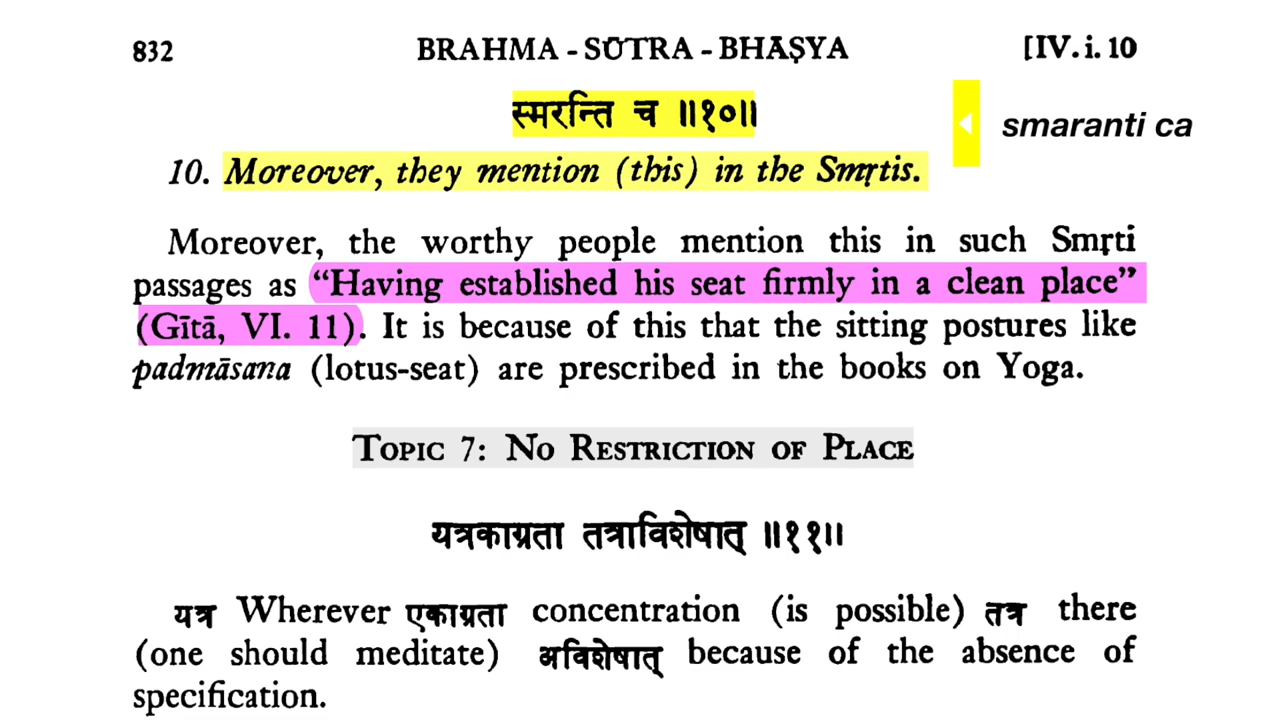 832 BRAHMA - SŪTRA - BHĀṢYA [IV. i. 10
स्मरन्ति च ॥१०॥
smaranti ca
10. Moreover, they mention (this) in the Smṛtis.
Moreover, the worthy people mention this in such Smṛti
passages as “Having established his seat firmly in a clean place”
(Gītā, VI. 11). It is because of this that the sitting postures like
padmāsana (lotus-seat) are prescribed in the books on Yoga.
TOPIC 7: NO RESTRICTION OF PLACE
यत्रकाग्रता तत्राविशेषात् ॥११॥
यत्र Wherever एकाग्रता concentration (is possible) तत्र there
(one should meditate) अविशेषात् because of the absence of
specification.